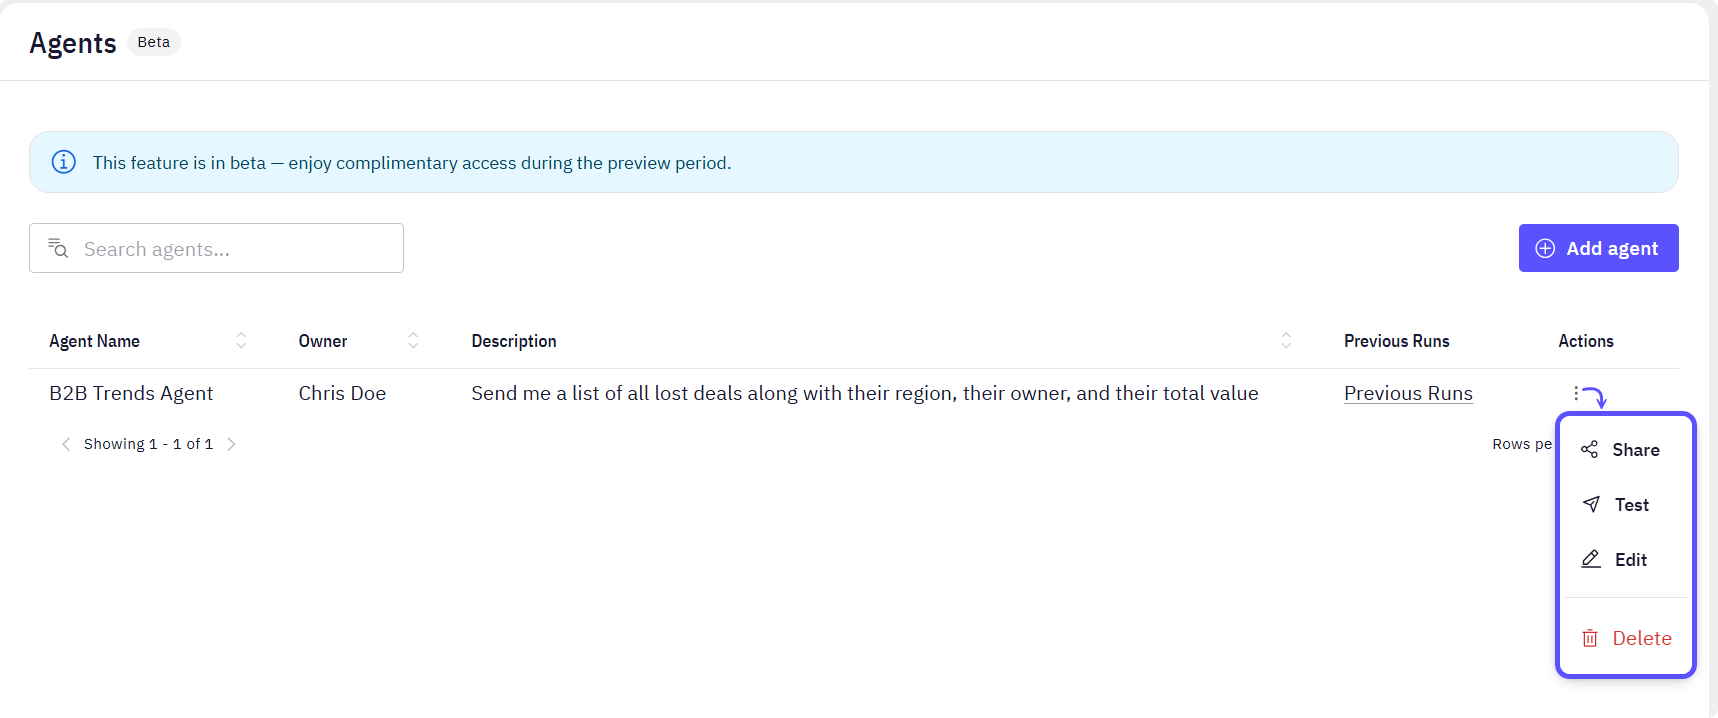 Agents Beta
This feature is in beta — enjoy complimentary access during the preview period.
Search agents...
Add agent
Agent Name Owner Description Previous Runs Actions
B2B Trends Agent Chris Doe Send me a list of all lost deals along with their region, their owner, and their total value Previous Runs
Showing 1 - 1 of 1 Rows pe
Share
Test
Edit
Delete